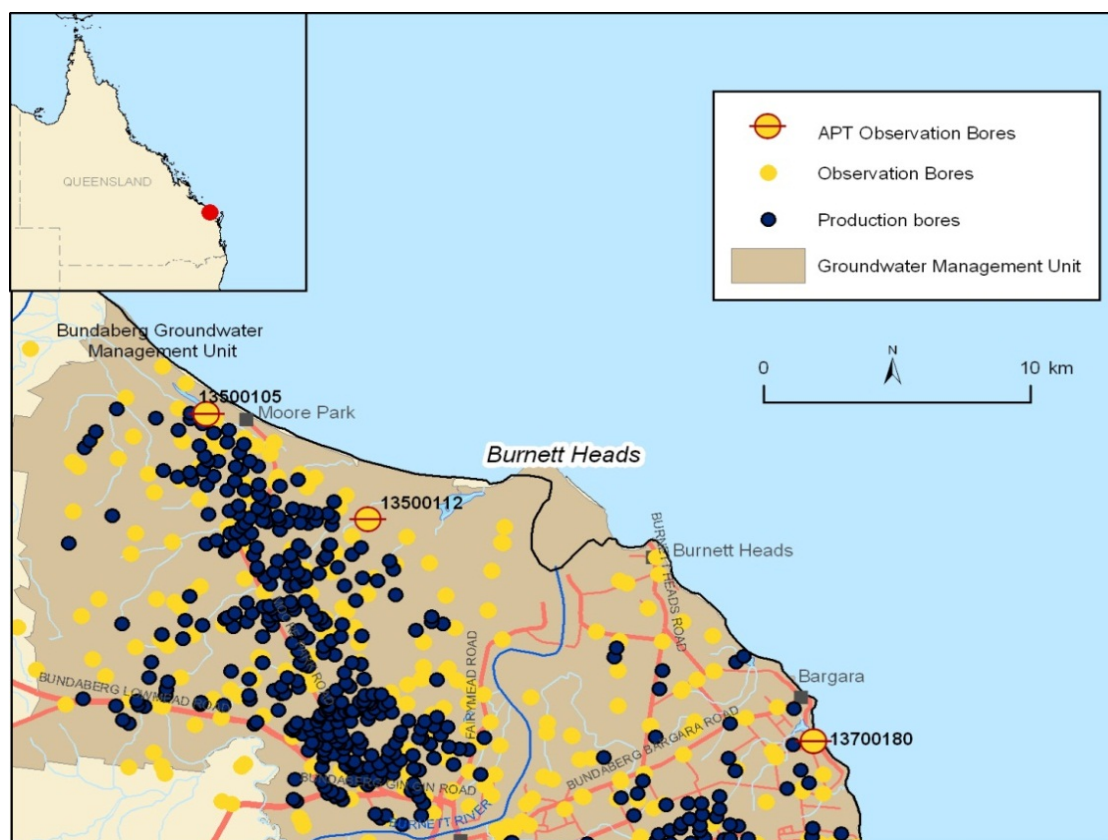 QUEENSLAND
APT Observation Bores
Observation Bores
Production bores
Groundwater Management Unit
0
10 km
N
Bundaberg Groundwater
Management Unit
13500105
Moore Park
Burnett Heads
13500112
BURNETT HEADS ROAD
Burnett Heads
FAIRYMEAD ROAD
BUNDABERG LOWMEAD ROAD
Bargara
BUNDABERG BARGARA ROAD
13700180
BUNDABERG GIN GIN ROAD
BURNETT RIVER